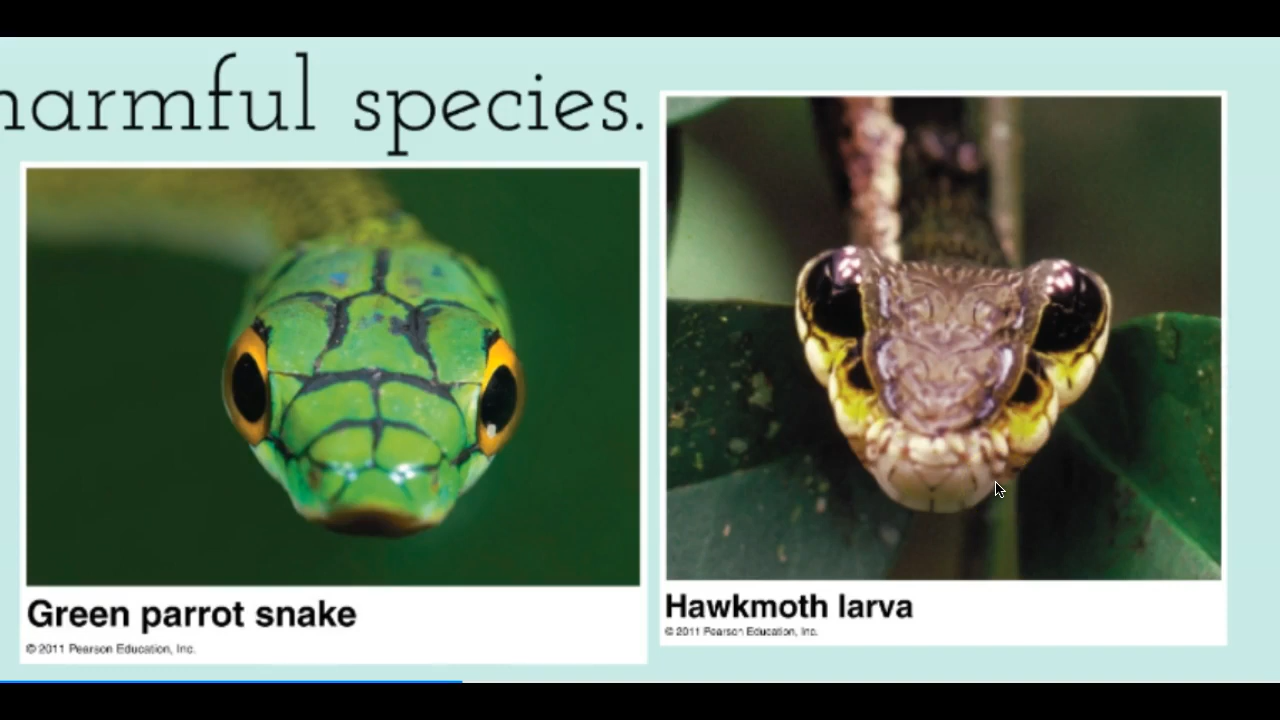 harmful species.
Green parrot snake
© 2011 Pearson Education, Inc.
Hawkmoth larva
© 2011 Pearson Education, Inc.